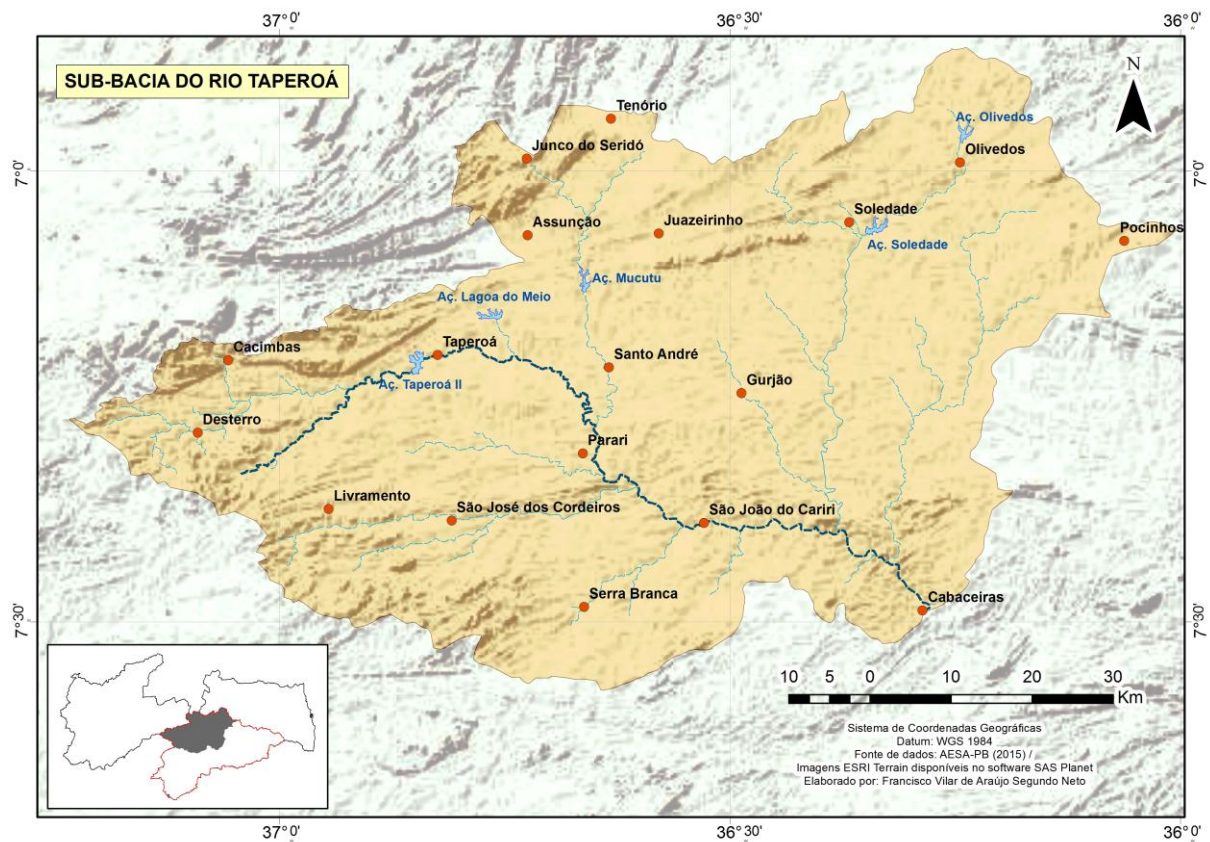 37°0'
36°30'
36°0'
SUB-BACIA DO RIO TAPEROÁ
N
Tenório
Aç. Olivedos
Junco do Seridó
Olivedos
7°0'
7°0'
Assunção
Juazeirinho
Soledade
Pocinhos
Aç. Soledade
Aç. Mucutu
Aç. Lagoa do Meio
Cacimbas
Taperoá
Santo André
Aç. Taperoá II
Gurjão
Desterro
Parari
Livramento
São José dos Cordeiros
São João do Cariri
Serra Branca
Cabaceiras
7°30'
7°30'
10 5 0 10 20 30
Km
Sistema de Coordenadas Geográficas
Datum: WGS 1984
Fonte de dados: AESA-PB (2015) /
Imagens ESRI Terrain disponíveis no software SAS Planet
Elaborado por: Francisco Vilar de Araújo Segundo Neto
37°0'
36°30'
36°0'